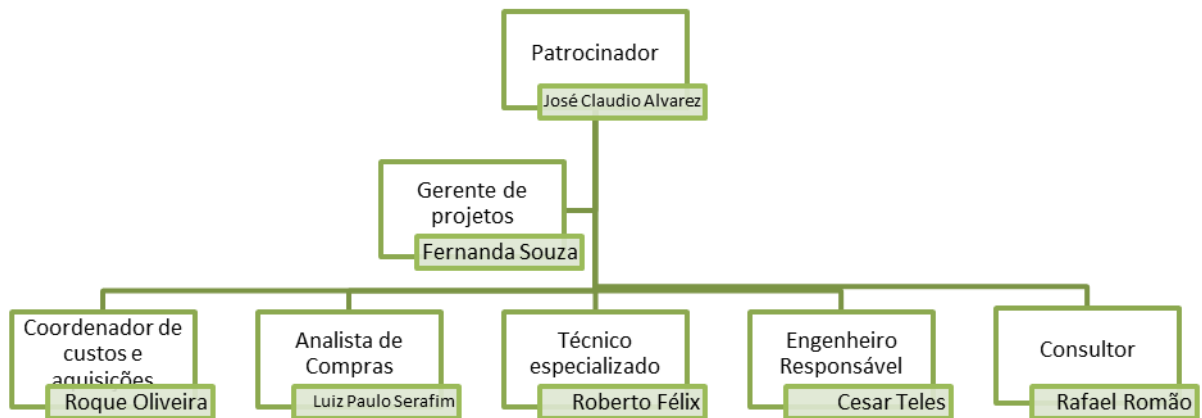 Patrocinador
José Claudio Alvarez
Gerente de
projetos
Fernanda Souza
Coordenador de
custos e
aquisições
Roque Oliveira
Analista de
Compras
Luiz Paulo Serafim
Técnico
especializado
Roberto Félix
Engenheiro
Responsável
Cesar Teles
Consultor
Rafael Romão